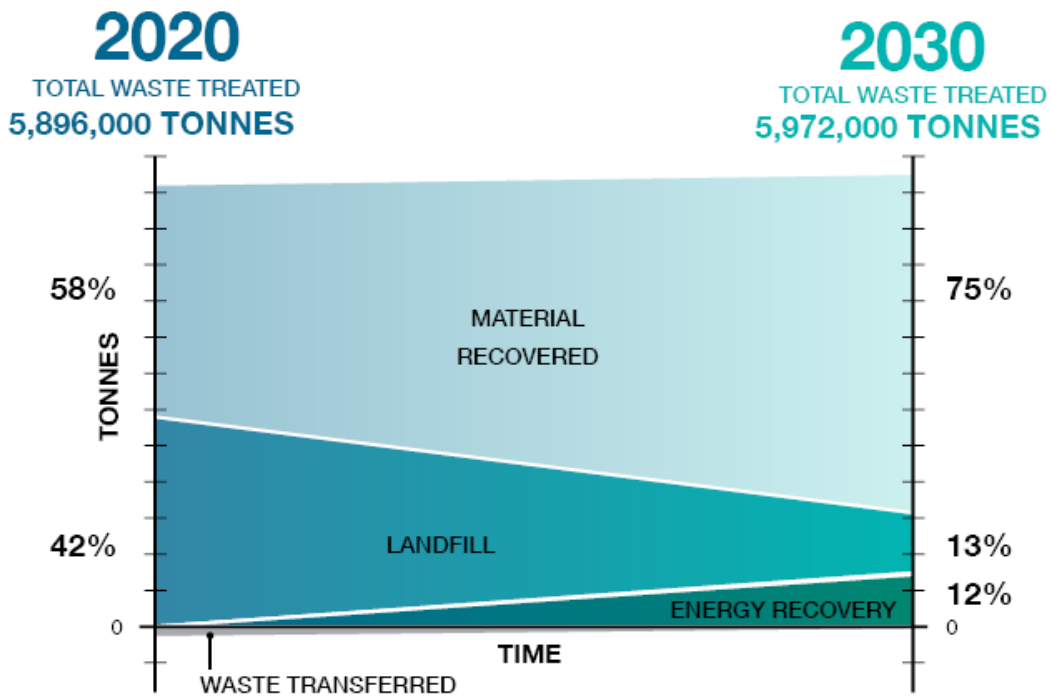 2020
TOTAL WASTE TREATED
5,896,000 TONNES
2030
TOTAL WASTE TREATED
5,972,000 TONNES
58%
42%
TONNES
0
MATERIAL
RECOVERED
LANDFILL
ENERGY RECOVERY
75%
13%
12%
0
TIME
WASTE TRANSFERRED